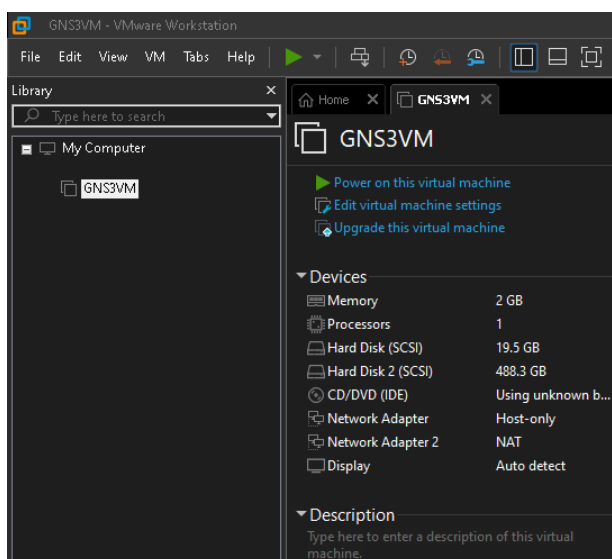 GNS3VM - VMware Workstation
File Edit View VM Tabs Help
Library
Type here to search
My Computer
GNS3VM
Home
GNS3VM
GNS3VM
Power on this virtual machine
Edit virtual machine settings
Upgrade this virtual machine
Devices
Memory 2 GB
Processors 1
Hard Disk (SCSI) 19.5 GB
Hard Disk 2 (SCSI) 488.3 GB
CD/DVD (IDE) Using unknown b...
Network Adapter Host-only
Network Adapter 2 NAT
Display Auto detect
Description
Type here to enter a description of this virtual
machine.